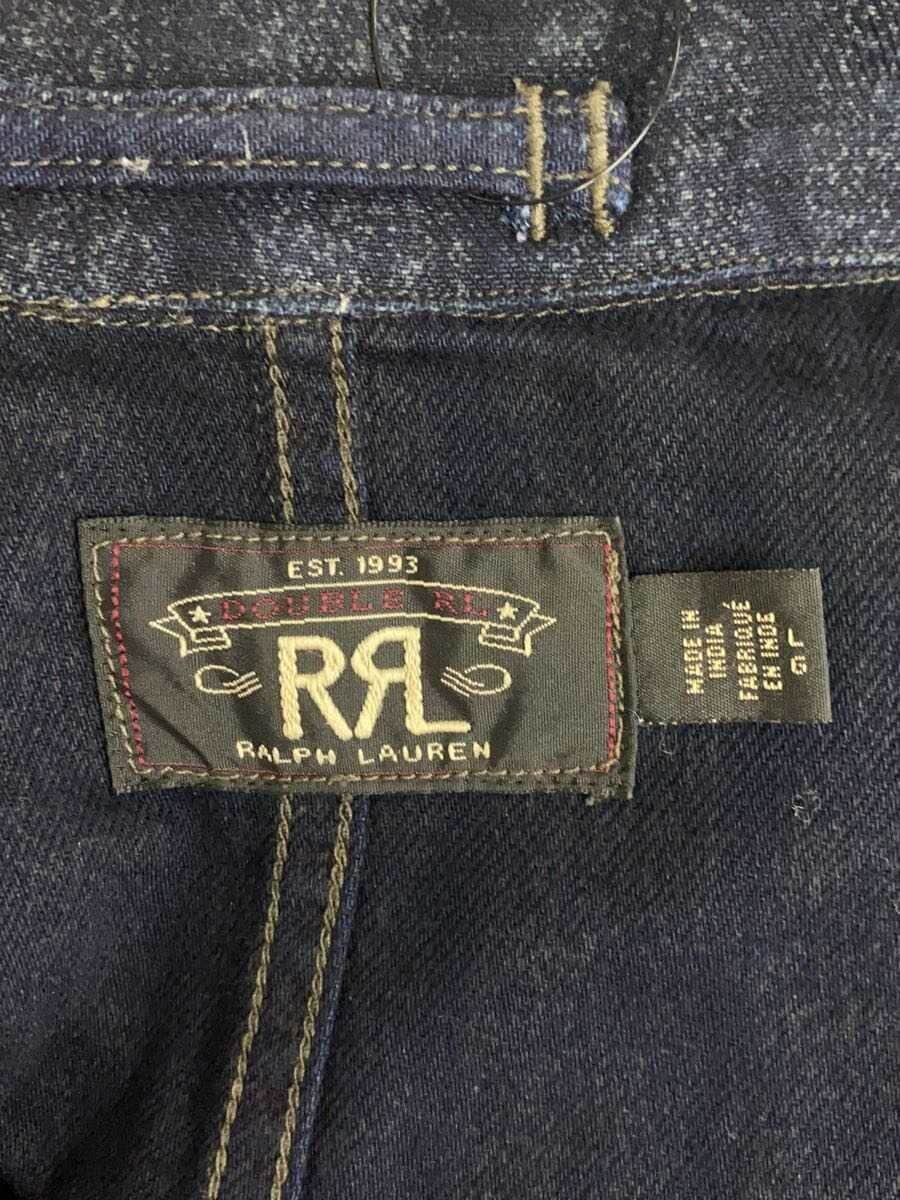 EST. 1993
DOUBLE RL
RRL
RALPH LAUREN
MADE IN
INDIA
FABRIQUÉ
EN INDE